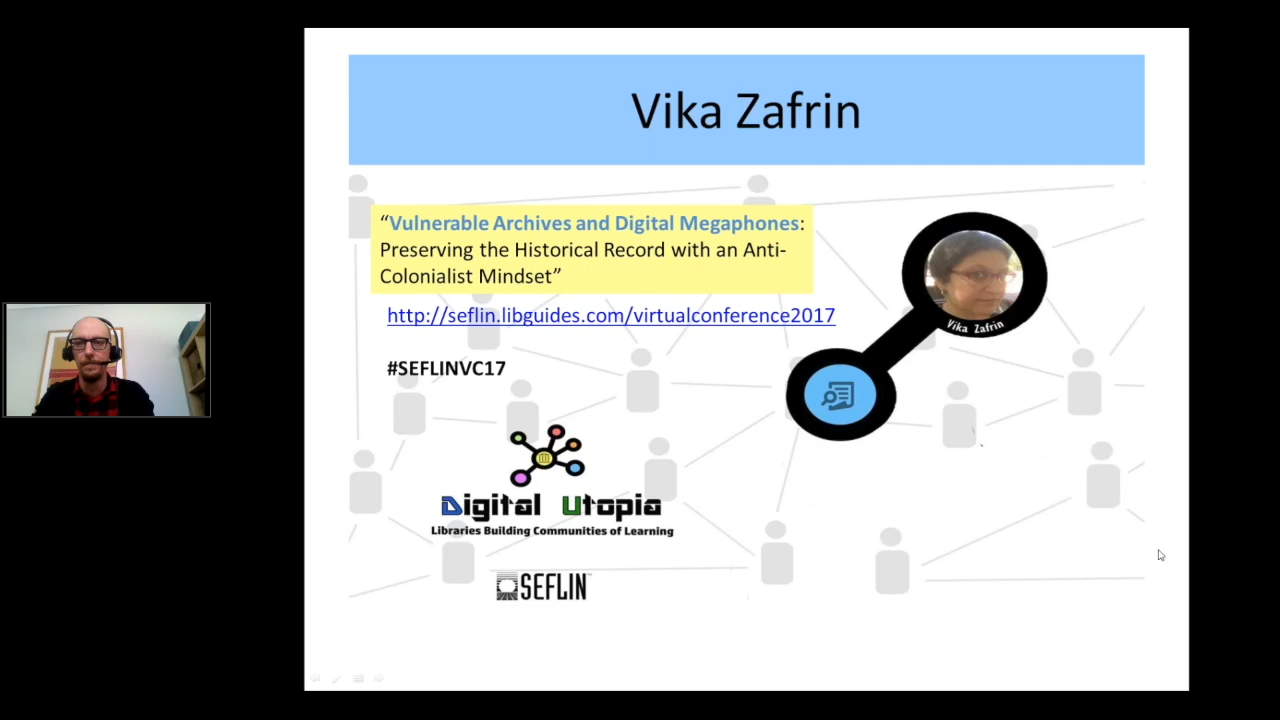 Vika Zafrin
“Vulnerable Archives and Digital Megaphones:
Preserving the Historical Record with an Anti-
Colonialist Mindset”
http://seflin.libguides.com/virtualconference2017
#SEFLINVC17
Vika Zafrin
Digital Utopia
Libraries Building Communities of Learning
SEFLIN